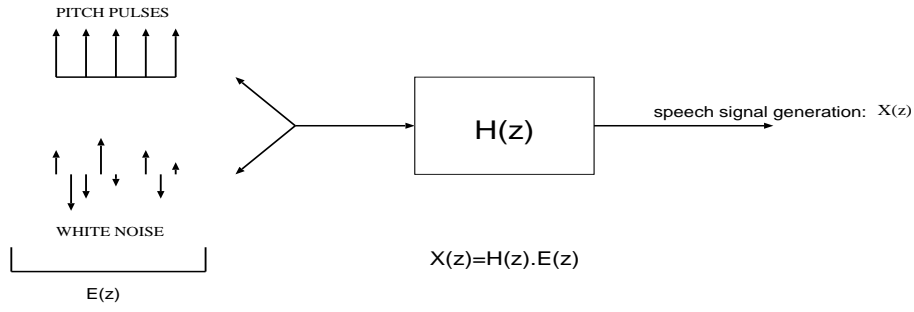 PITCH PULSES
H(z)
speech signal generation: X(z)
WHITE NOISE
X(z)=H(z).E(z)
E(z)